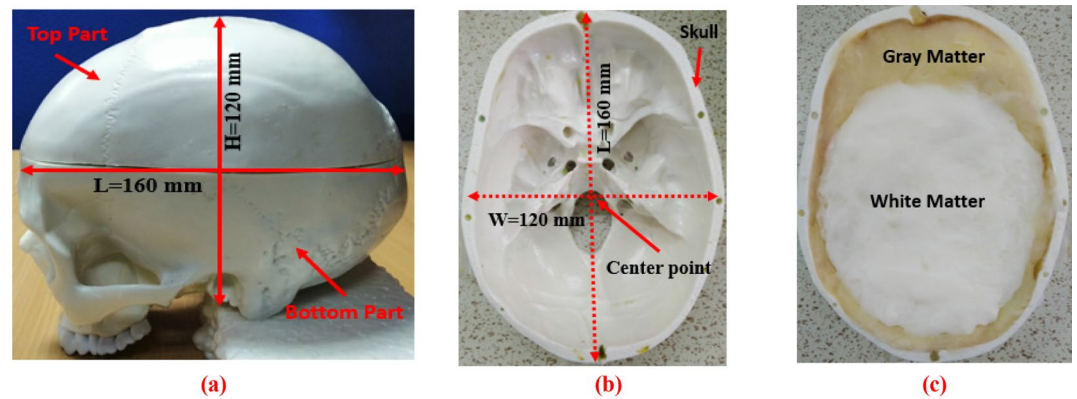 Top Part
H=120 mm
L=160 mm
Bottom Part
(a)
Skull
L=160 mm
W=120 mm
Center point
(b)
Gray Matter
White Matter
(c)